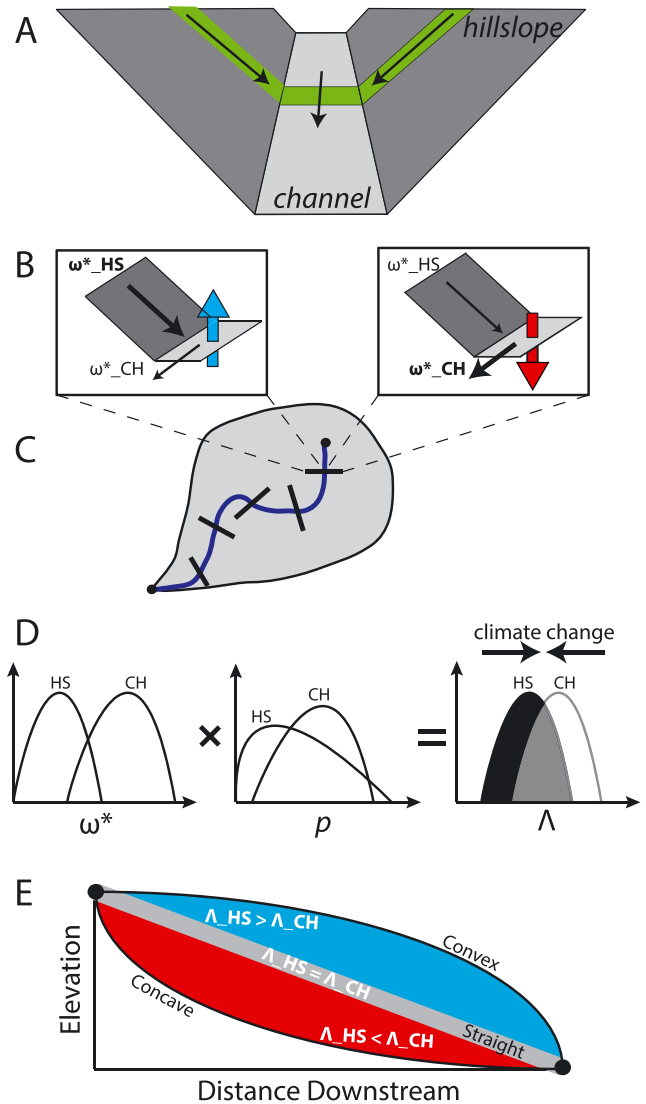 A
hillslope
channel
B
ω*_HS
ω*_CH
ω*_HS
ω*_CH
C
D
climate change
HS
CH
ω*
×
HS
CH
p
=
HS
CH
Λ
E
Elevation
Λ_HS > Λ_CH
Convex
Λ_HS = Λ_CH
Concave
Straight
Λ_HS < Λ_CH
Distance Downstream